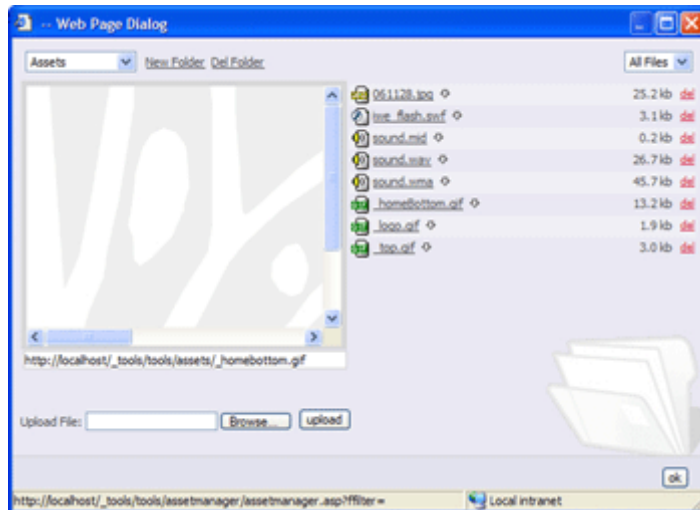 -- Web Page Dialog
Assets New Folder Del Folder All Files
061128.jpg 25.2 kb del
iwe_flash.swf 3.1 kb del
sound.mid 0.2 kb del
sound.wav 26.7 kb del
sound.wma 45.7 kb del
_homeBottom.gif 13.2 kb del
_logo.gif 1.9 kb del
_top.gif 3.0 kb del
http://localhost/_tools/tools/assets/_homebottom.gif
Upload File: Browse... upload
ok
http://localhost/_tools/tools/assetmanager/assetmanager.asp?ffilter= Local intranet